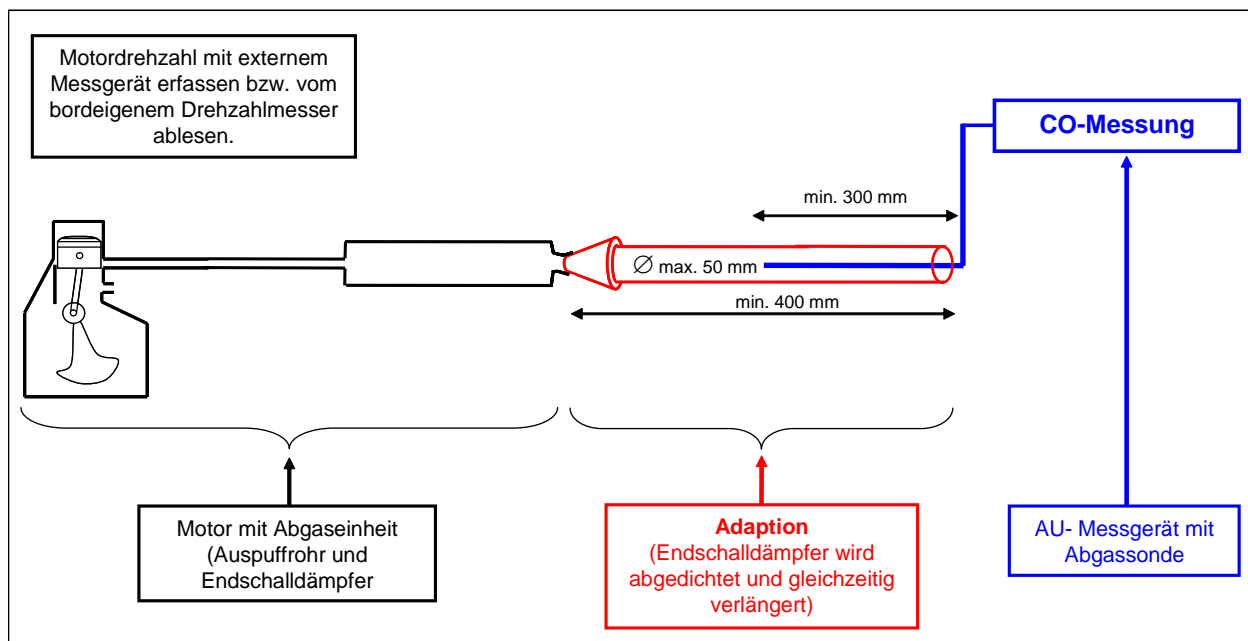 Motordrehzahl mit externem
Messgerät erfassen bzw. vom
bordeigenem Drehzahlmesser
ablesen.
CO-Messung
min. 300 mm
∅ max. 50 mm
min. 400 mm
Motor mit Abgaseinheit
(Auspuffrohr und
Endschalldämpfer
Adaption
(Endschalldämpfer wird
abgedichtet und gleichzeitig
verlängert)
AU- Messgerät mit
Abgassonde